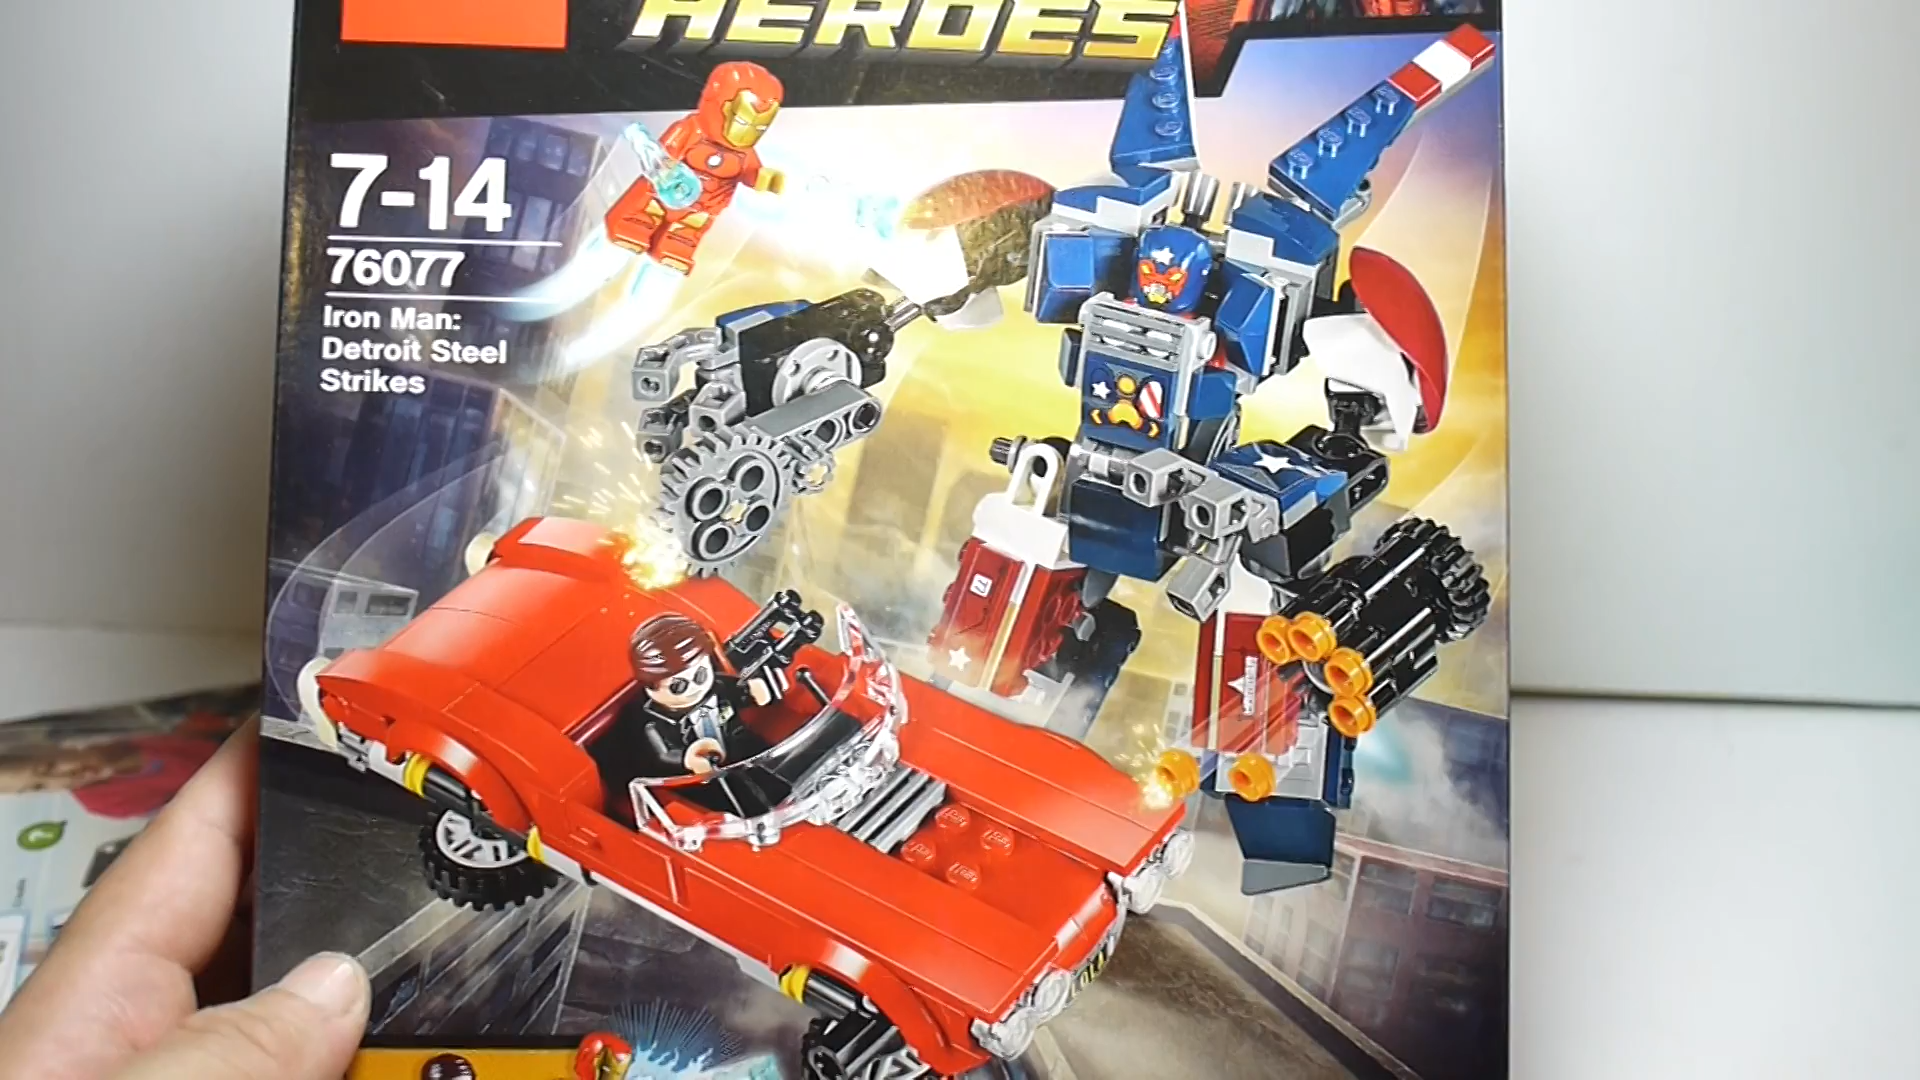 HEROES
7-14
76077
Iron Man:
Detroit Steel
Strikes